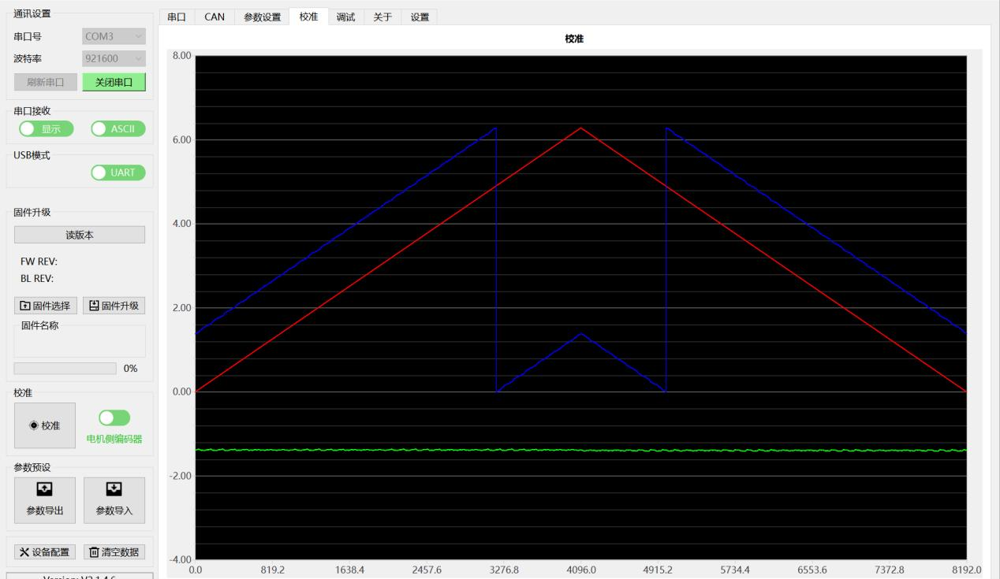 通讯设置
串口号
COM3
波特率
921600
刷新串口
关闭串口
串口接收
显示
ASCII
USB模式
UART
固件升级
读版本
FW REV:
BL REV:
固件选择
固件升级
固件名称
0%
校准
校准
电机侧编码器
参数预设
参数导出
参数导入
设备配置
清空数据
Version: V2.1.4.6
串口
CAN
参数设置
校准
调试
关于
设置
校准
8.00
6.00
4.00
2.00
0.00
-2.00
-4.00
0.0
819.2
1638.4
2457.6
3276.8
4096.0
4915.2
5734.4
6553.6
7372.8
8192.0